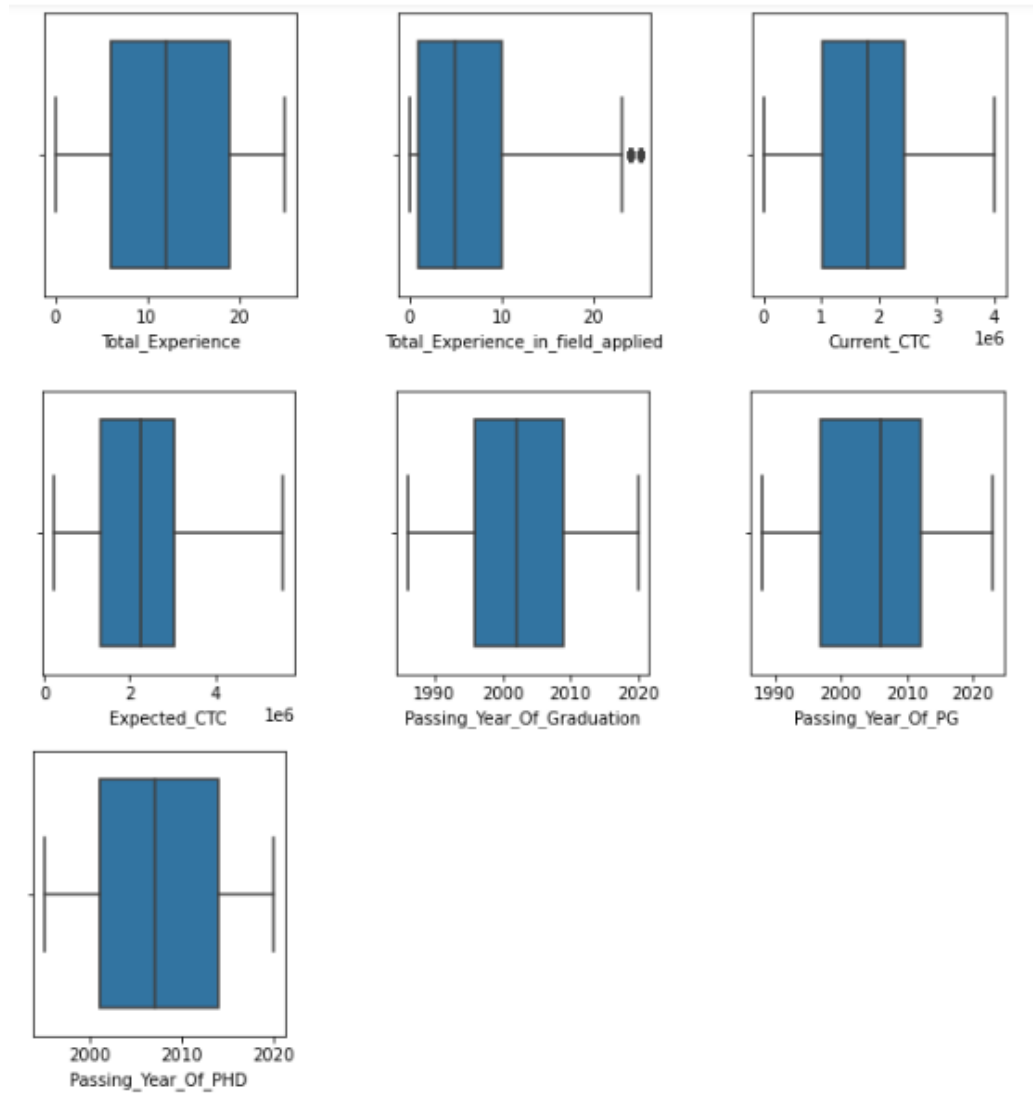 0 10 20
Total_Experience
0 10 20
Total_Experience_in_field_applied
0 1 2 3 4
Current_CTC 1e6
0 2 4
Expected_CTC 1e6
1990 2000 2010 2020
Passing_Year_Of_Graduation
1990 2000 2010 2020
Passing_Year_Of_PG
2000 2010 2020
Passing_Year_Of_PHD